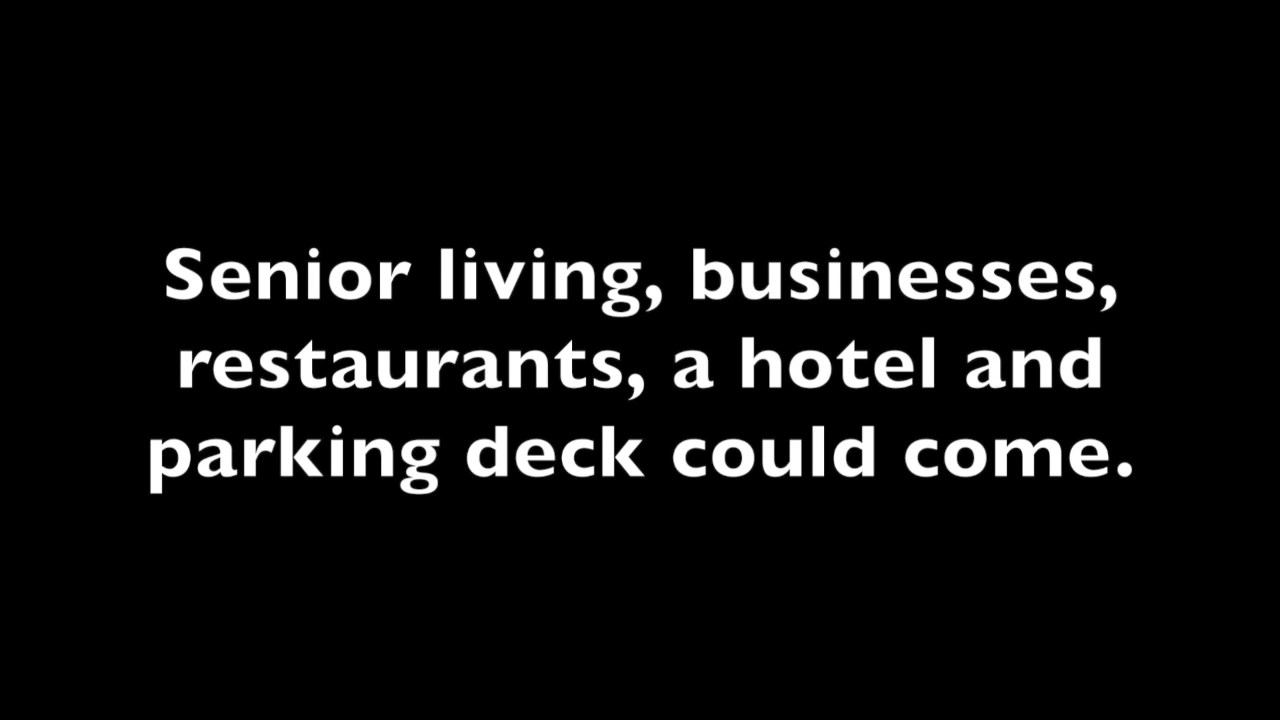 Senior living, businesses,
restaurants, a hotel and
parking deck could come.